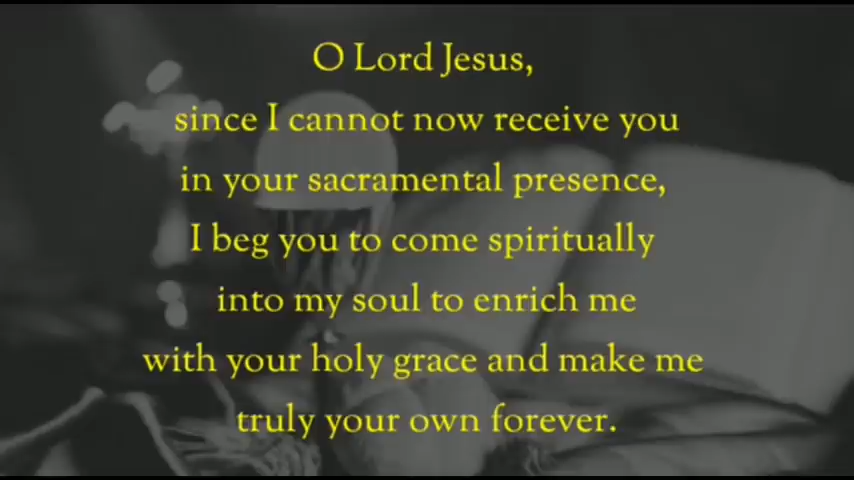 O Lord Jesus,
since I cannot now receive you
in your sacramental presence,
I beg you to come spiritually
into my soul to enrich me
with your holy grace and make me
truly your own forever.